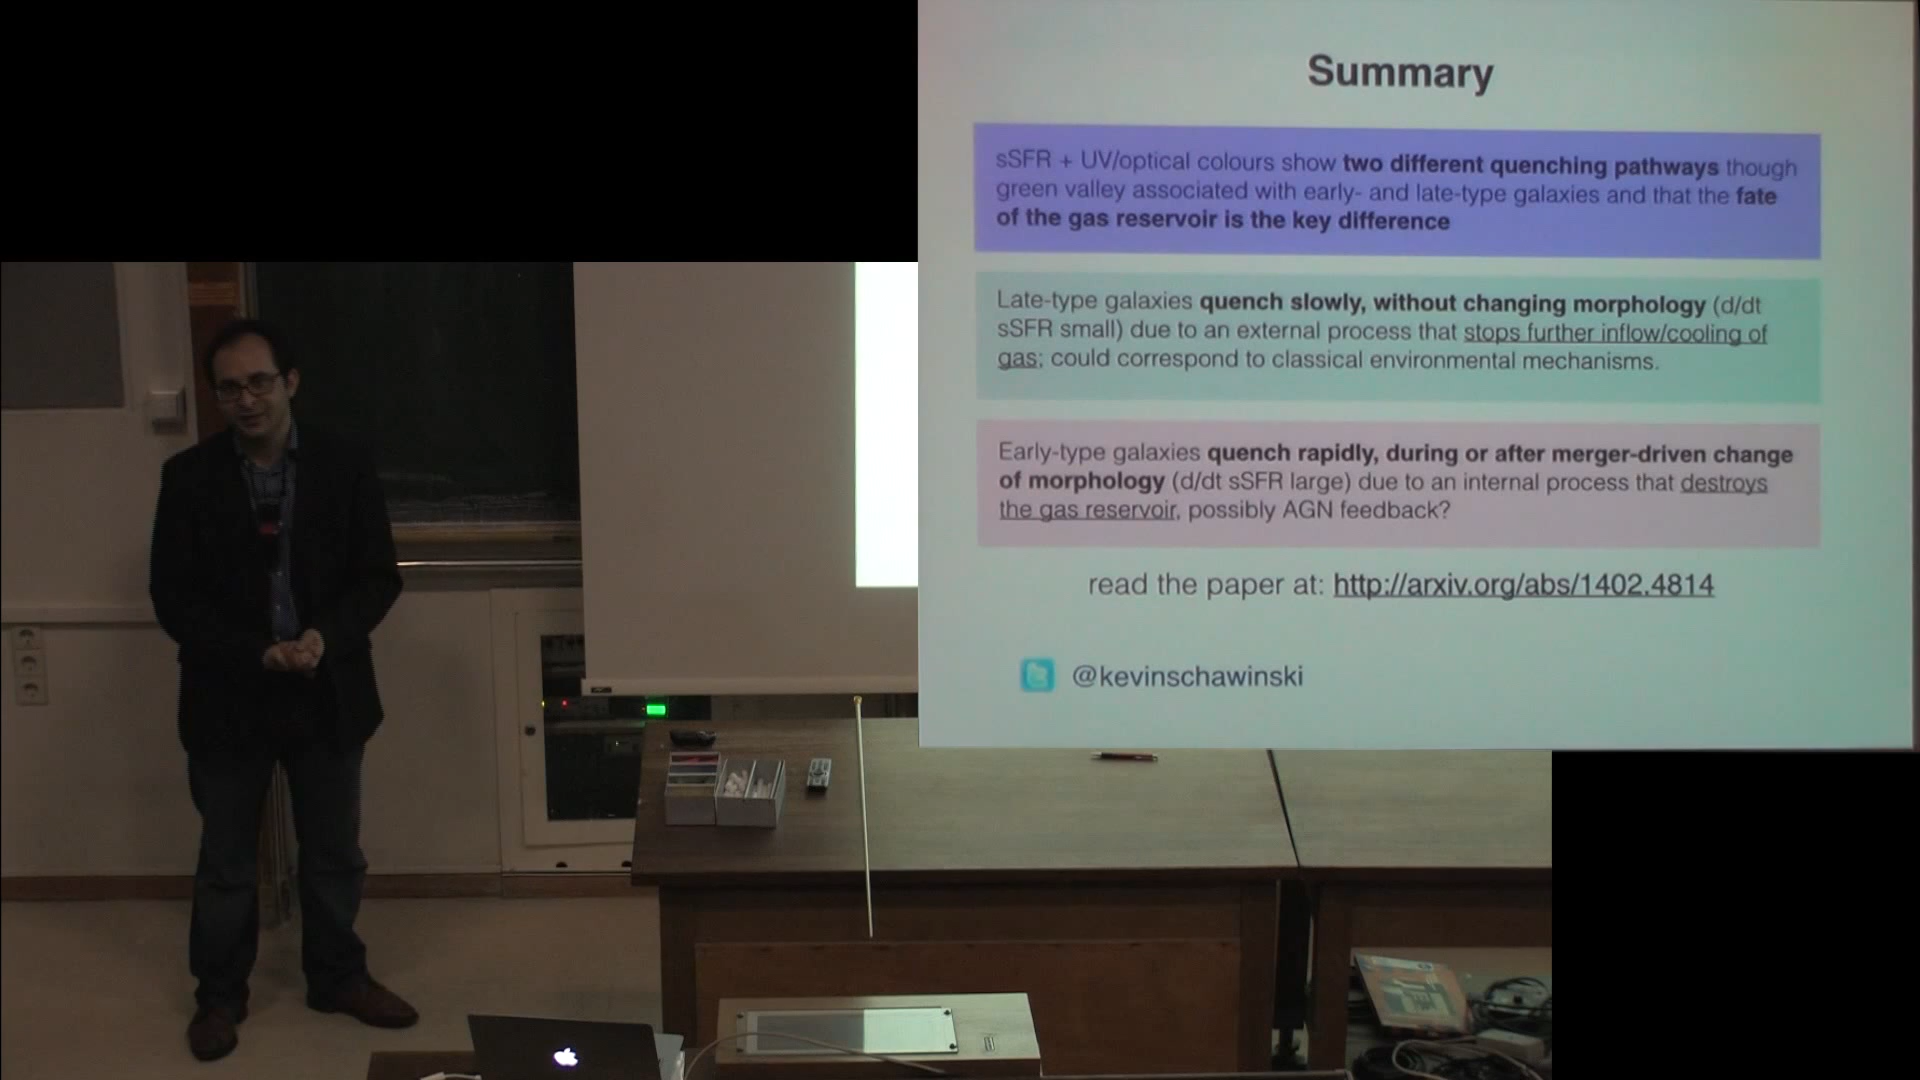 Summary
sSFR + UV/optical colours show two different quenching pathways though
green valley associated with early- and late-type galaxies and that the fate
of the gas reservoir is the key difference
Late-type galaxies quench slowly, without changing morphology (d/dt
sSFR small) due to an external process that stops further inflow/cooling of
gas; could correspond to classical environmental mechanisms.
Early-type galaxies quench rapidly, during or after merger-driven change
of morphology (d/dt sSFR large) due to an internal process that destroys
the gas reservoir, possibly AGN feedback?
read the paper at: http://arxiv.org/abs/1402.4814
@kevinschawinski